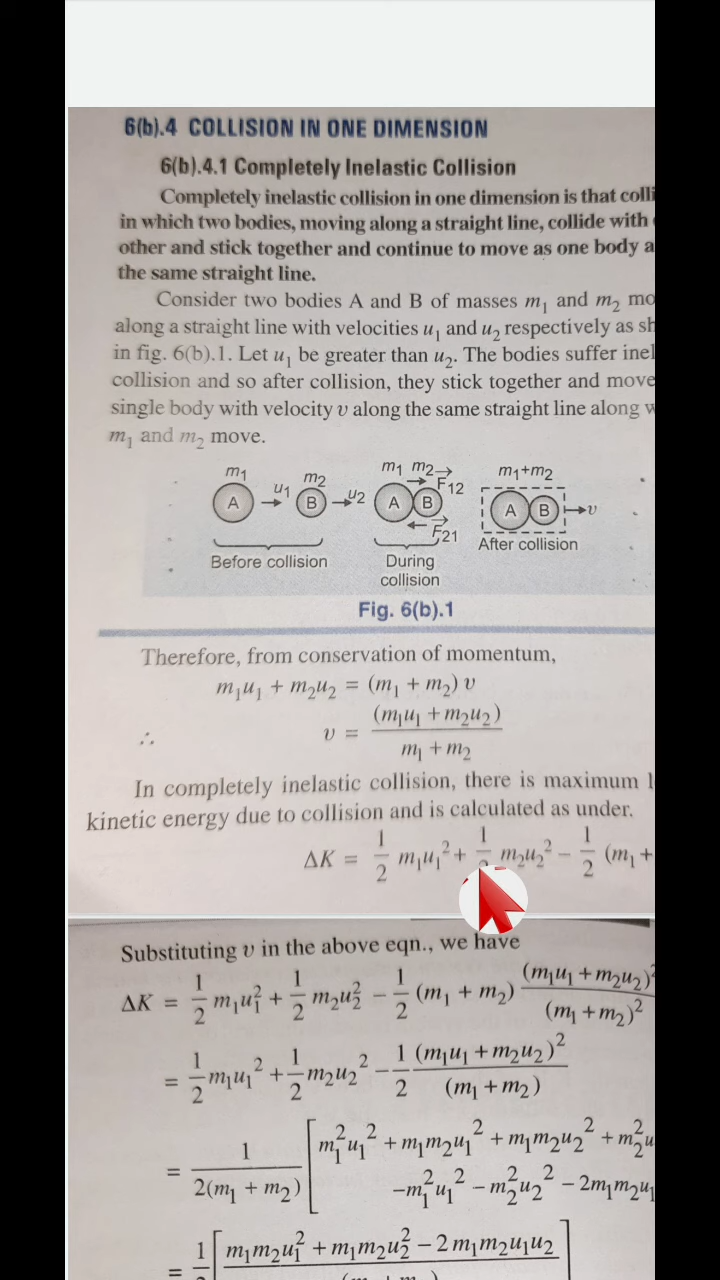 6(b).4 COLLISION IN ONE DIMENSION
6(b).4.1 Completely Inelastic Collision
Completely inelastic collision in one dimension is that colli
in which two bodies, moving along a straight line, collide with
other and stick together and continue to move as one body a
the same straight line.
Consider two bodies A and B of masses m₁ and m₂ mo
along a straight line with velocities u₁ and u₂ respectively as sh
in fig. 6(b).1. Let u₁ be greater than u₂. The bodies suffer inel
collision and so after collision, they stick together and move
single body with velocity υ along the same straight line along w
m₁ and m₂ move.
m₁ m₂ m₁ m₂ m₁+m₂
A u₁ B u₂ A B F₁₂ F₂₁ A B υ
Before collision During collision After collision
Fig. 6(b).1
Therefore, from conservation of momentum,
m₁u₁ + m₂u₂ = (m₁ + m₂) υ
∴ υ = (m₁u₁ + m₂u₂) / m₁ + m₂
In completely inelastic collision, there is maximum l
kinetic energy due to collision and is calculated as under.
ΔK = 1/2 m₁u₁² + 1/2 m₂u₂² − 1/2 (m₁ +
Substituting υ in the above eqn., we have
ΔK = 1/2 m₁u₁² + 1/2 m₂u₂² − 1/2 (m₁ + m₂) (m₁u₁ + m₂u₂)² / (m₁ + m₂)²
= 1/2 m₁u₁² + 1/2 m₂u₂² − 1/2 (m₁u₁ + m₂u₂)² / (m₁ + m₂)
= 1 / 2(m₁ + m₂) [m₁²u₁² + m₁m₂u₁² + m₁m₂u₂² + m₂²u
−m₁²u₁² − m₂²u₂² − 2m₁m₂u₁
= 1/2 [m₁m₂u₁² + m₁m₂u₂² − 2 m₁m₂u₁u₂]